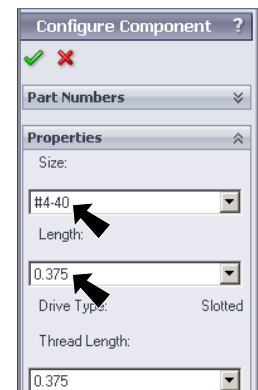 Configure Component ?
Part Numbers
Properties
Size:
#4-40
Length:
0.375
Drive Type: Slotted
Thread Length:
0.375